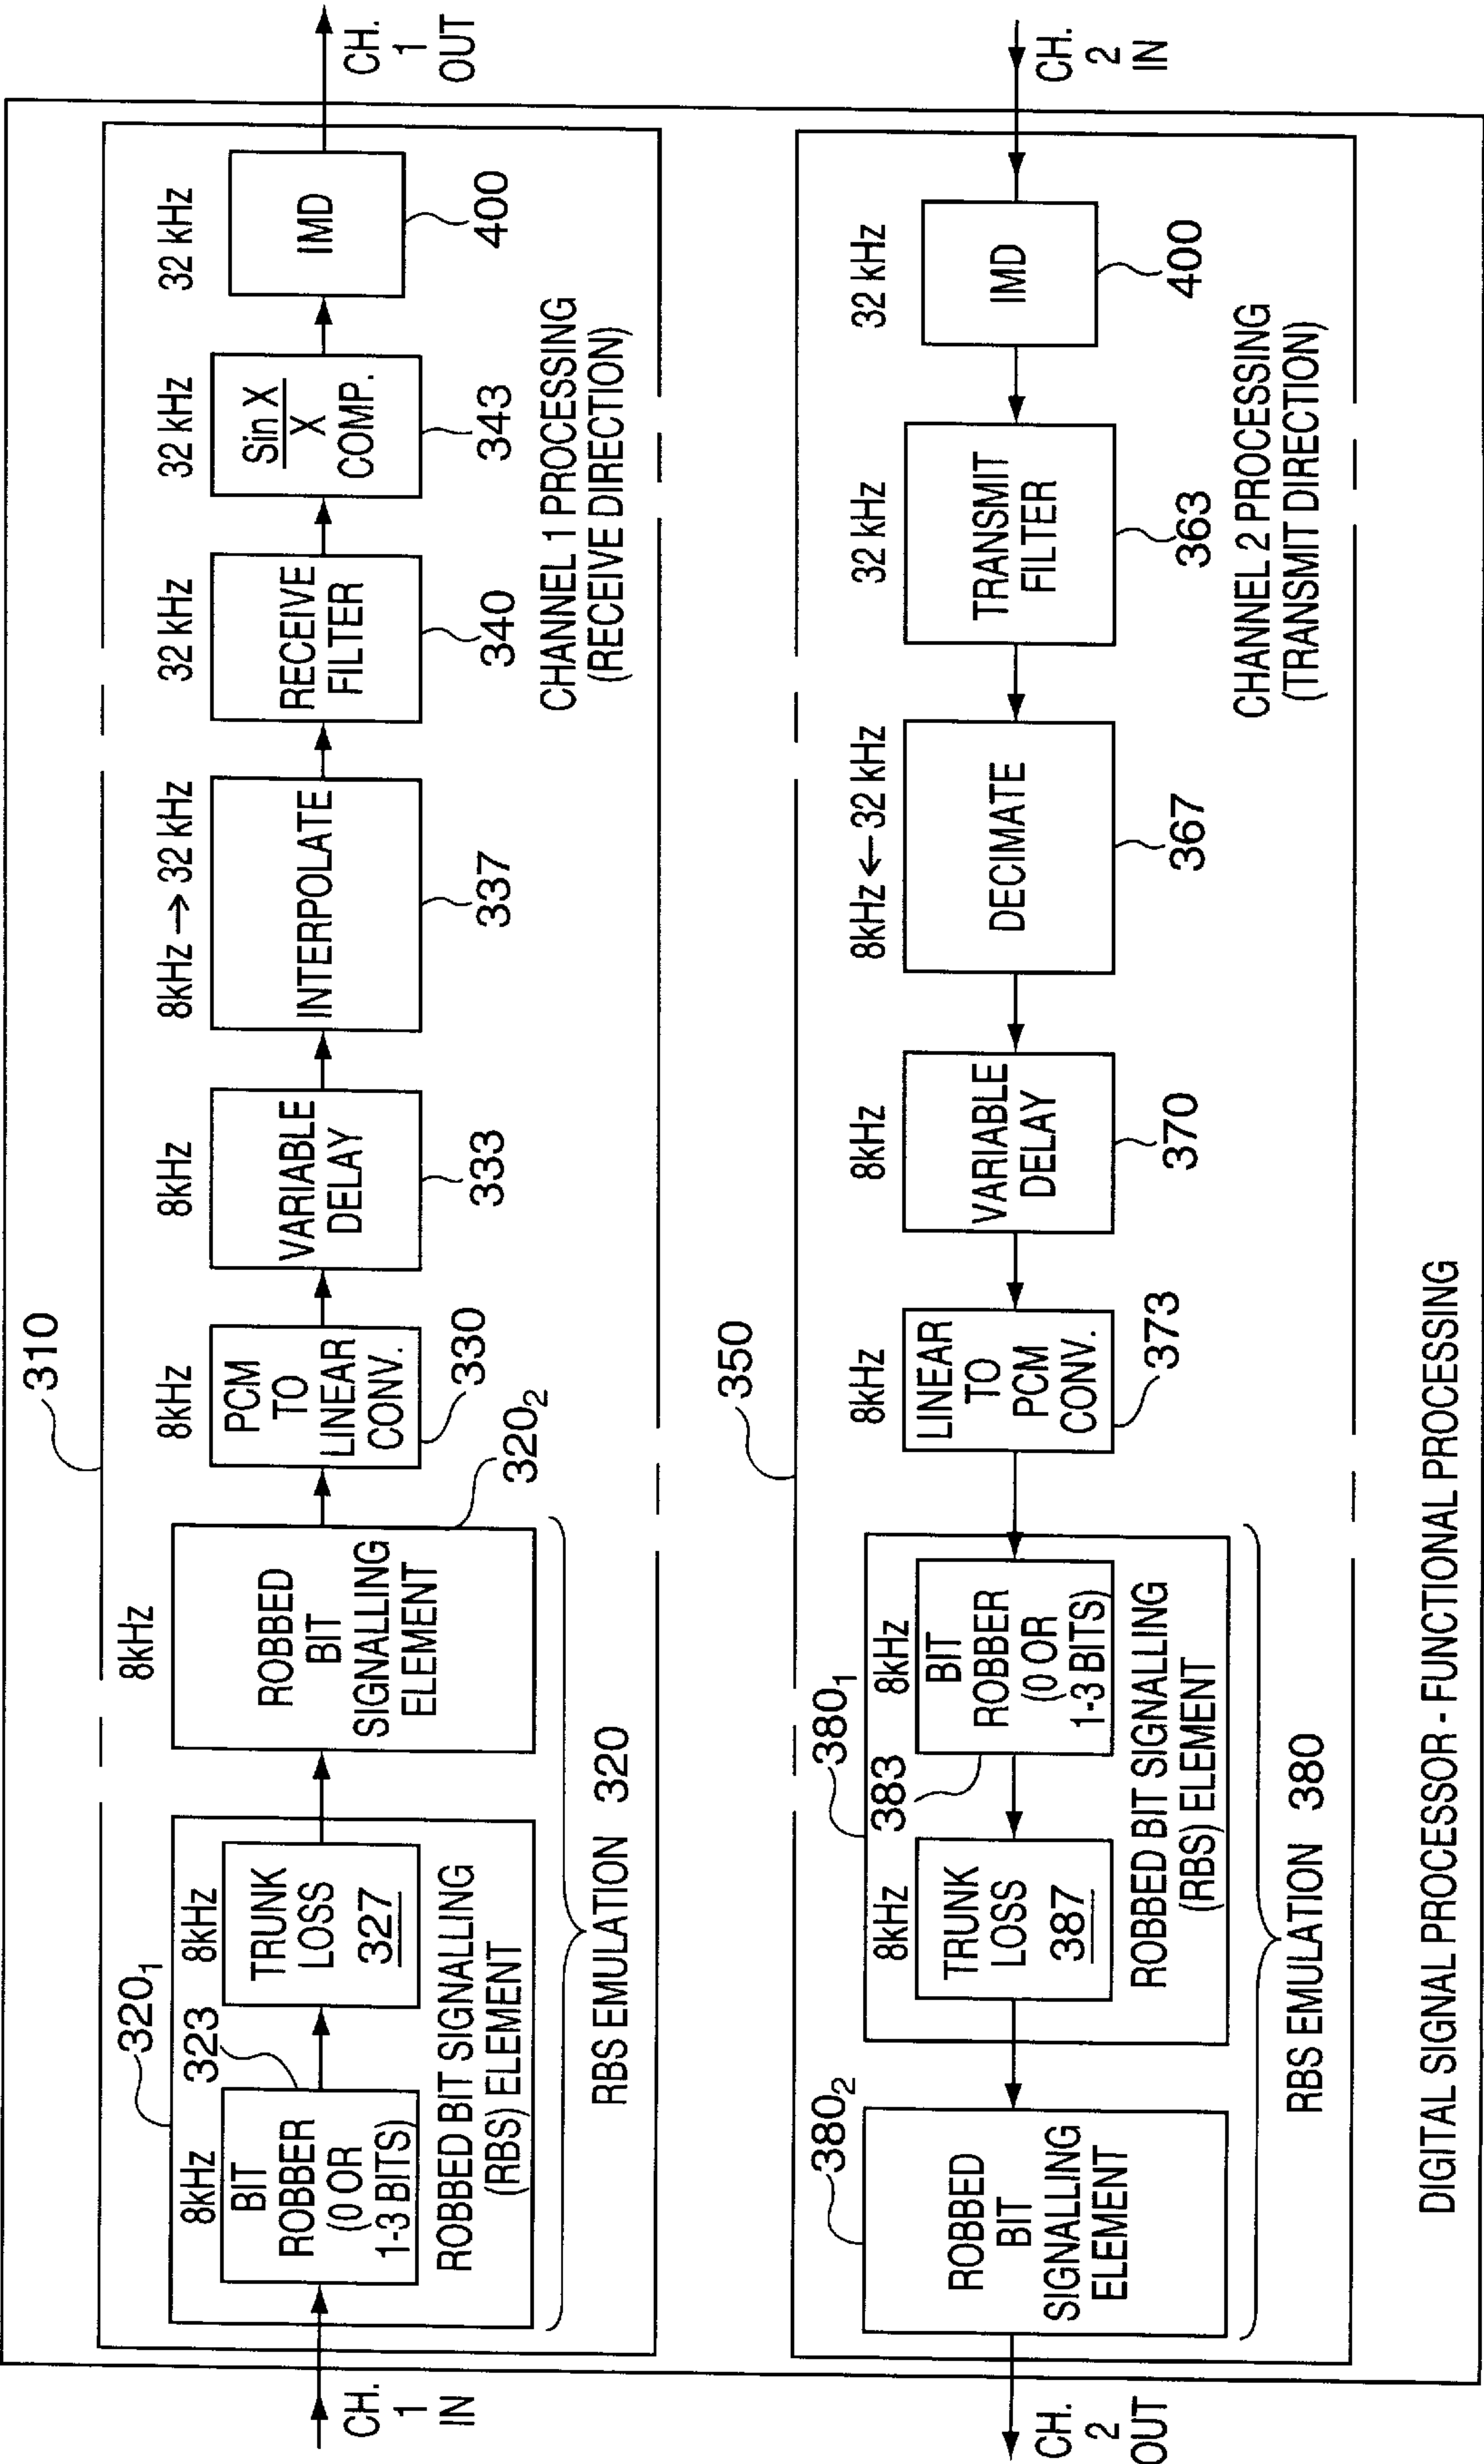 310
320₁
8kHz
323
BIT
ROBBER
(0 OR
1-3 BITS)
8kHz
TRUNK
LOSS
327
ROBBED BIT SIGNALLING
(RBS) ELEMENT
8kHz
ROBBED
BIT
SIGNALLING
ELEMENT
320₂
RBS EMULATION 320
8kHz
PCM
TO
LINEAR
CONV.
330
8kHz
VARIABLE
DELAY
333
8kHz → 32 kHz
INTERPOLATE
337
32 kHz
RECEIVE
FILTER
340
32 kHz
Sin X
X
COMP.
343
32 kHz
IMD
400
CHANNEL 1 PROCESSING
(RECEIVE DIRECTION)
CH.
1
IN
CH.
1
OUT
350
380₂
ROBBED
BIT
SIGNALLING
ELEMENT
380₁
8kHz
TRUNK
LOSS
387
383
8kHz
BIT
ROBBER
(0 OR
1-3 BITS)
ROBBED BIT SIGNALLING
(RBS) ELEMENT
RBS EMULATION 380
8kHz
LINEAR
TO
PCM
CONV.
373
8kHz
VARIABLE
DELAY
370
8kHz ← 32 kHz
DECIMATE
367
32 kHz
TRANSMIT
FILTER
363
32 kHz
IMD
400
CHANNEL 2 PROCESSING
(TRANSMIT DIRECTION)
CH.
2
OUT
CH.
2
IN
DIGITAL SIGNAL PROCESSOR - FUNCTIONAL PROCESSING